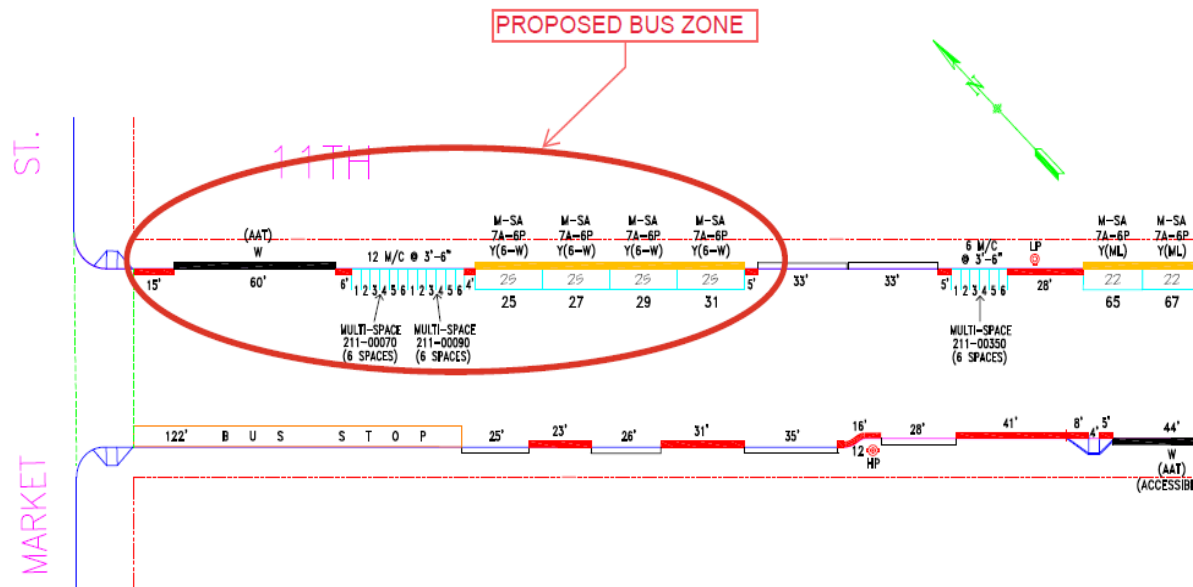 PROPOSED BUS ZONE
N
ST.
11TH
(AAT)
W
12 M/C @ 3'-6"
M-SA
7A-6P
Y(6-W)
M-SA
7A-6P
Y(6-W)
M-SA
7A-6P
Y(6-W)
M-SA
7A-6P
Y(6-W)
6 M/C
@ 3'-6"
LP
M-SA
7A-6P
Y(ML)
M-SA
7A-6P
Y(ML)
15'
60'
6'
1 2 3 4 5 6 1 2 3 4 5 6
4'
25 25 25 25
25 27 29 31
5'
33'
33'
5'
1 2 3 4 5 6
28'
22 22
65 67
MULTI-SPACE
211-00070
(6 SPACES)
MULTI-SPACE
211-00090
(6 SPACES)
MULTI-SPACE
211-00350
(6 SPACES)
MARKET
122' BUS STOP
25'
23'
26'
31'
35'
16'
12
HP
28'
41'
8'
4'
5'
44'
W
(AAT)
(ACCESSIB